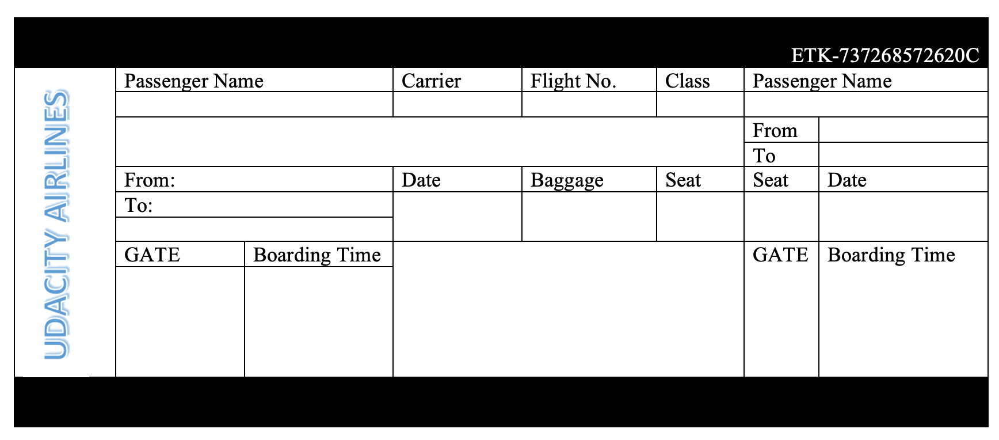 ETK-737268572620C
UDACITY AIRLINES
Passenger Name Carrier Flight No. Class Passenger Name
From
To
From: Date Baggage Seat Seat Date
To:
GATE Boarding Time GATE Boarding Time